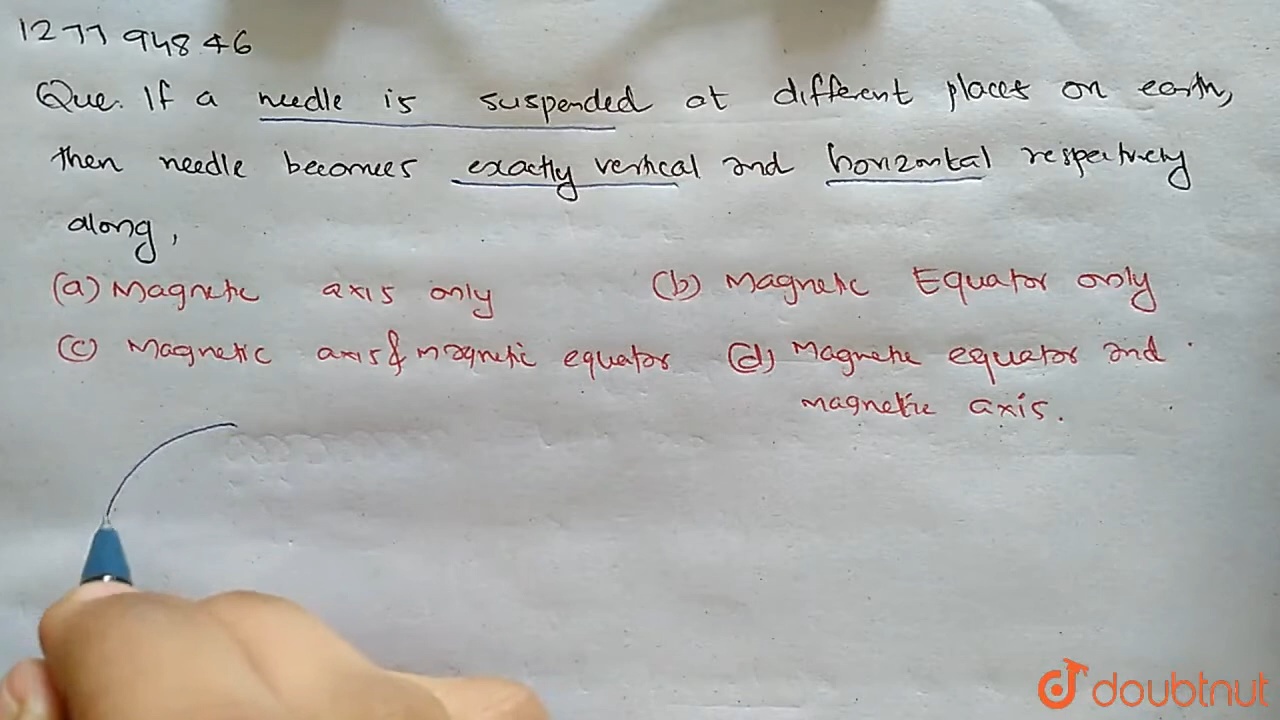 1277 94846
Que. If a needle is suspended at different places on earth,
then needle becomes exactly vertical and horizontal respectively
along,
(a) Magnetic axis only (b) Magnetic Equator only
(c) Magnetic axis & magnetic equator (d) Magnetic equator and
magnetic axis.
doubtnut